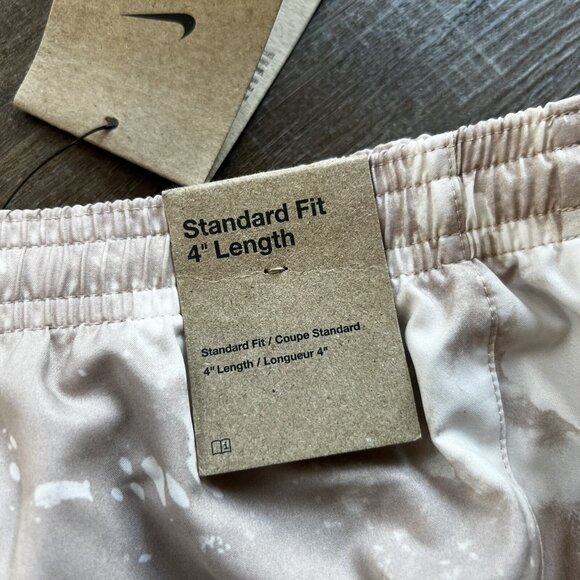 Standard Fit
4" Length
Standard Fit / Coupe Standard
4" Length / Longueur 4"